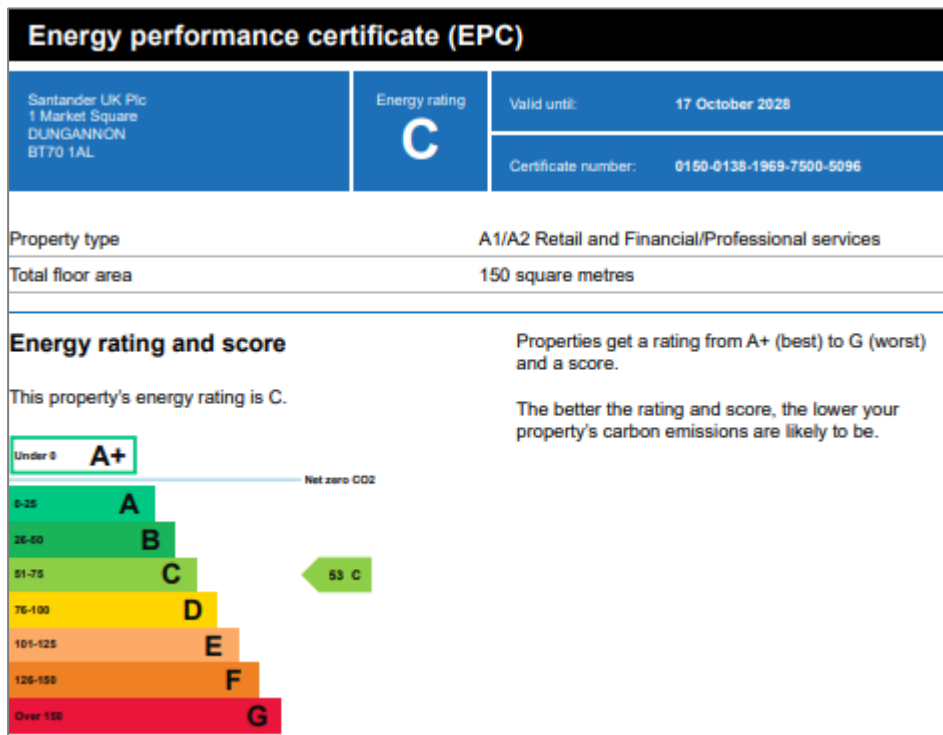 Energy performance certificate (EPC)
Santander UK Plc
1 Market Square
DUNGANNON
BT70 1AL
Energy rating
C
Valid until: 17 October 2028
Certificate number: 0150-0138-1969-7500-5096
Property type A1/A2 Retail and Financial/Professional services
Total floor area 150 square metres
Energy rating and score
This property's energy rating is C.
Properties get a rating from A+ (best) to G (worst)
and a score.
The better the rating and score, the lower your
property's carbon emissions are likely to be.
Under 0 A+
Net zero CO2
0-25 A
26-50 B
51-75 C
53 C
76-100 D
101-125 E
126-150 F
Over 150 G